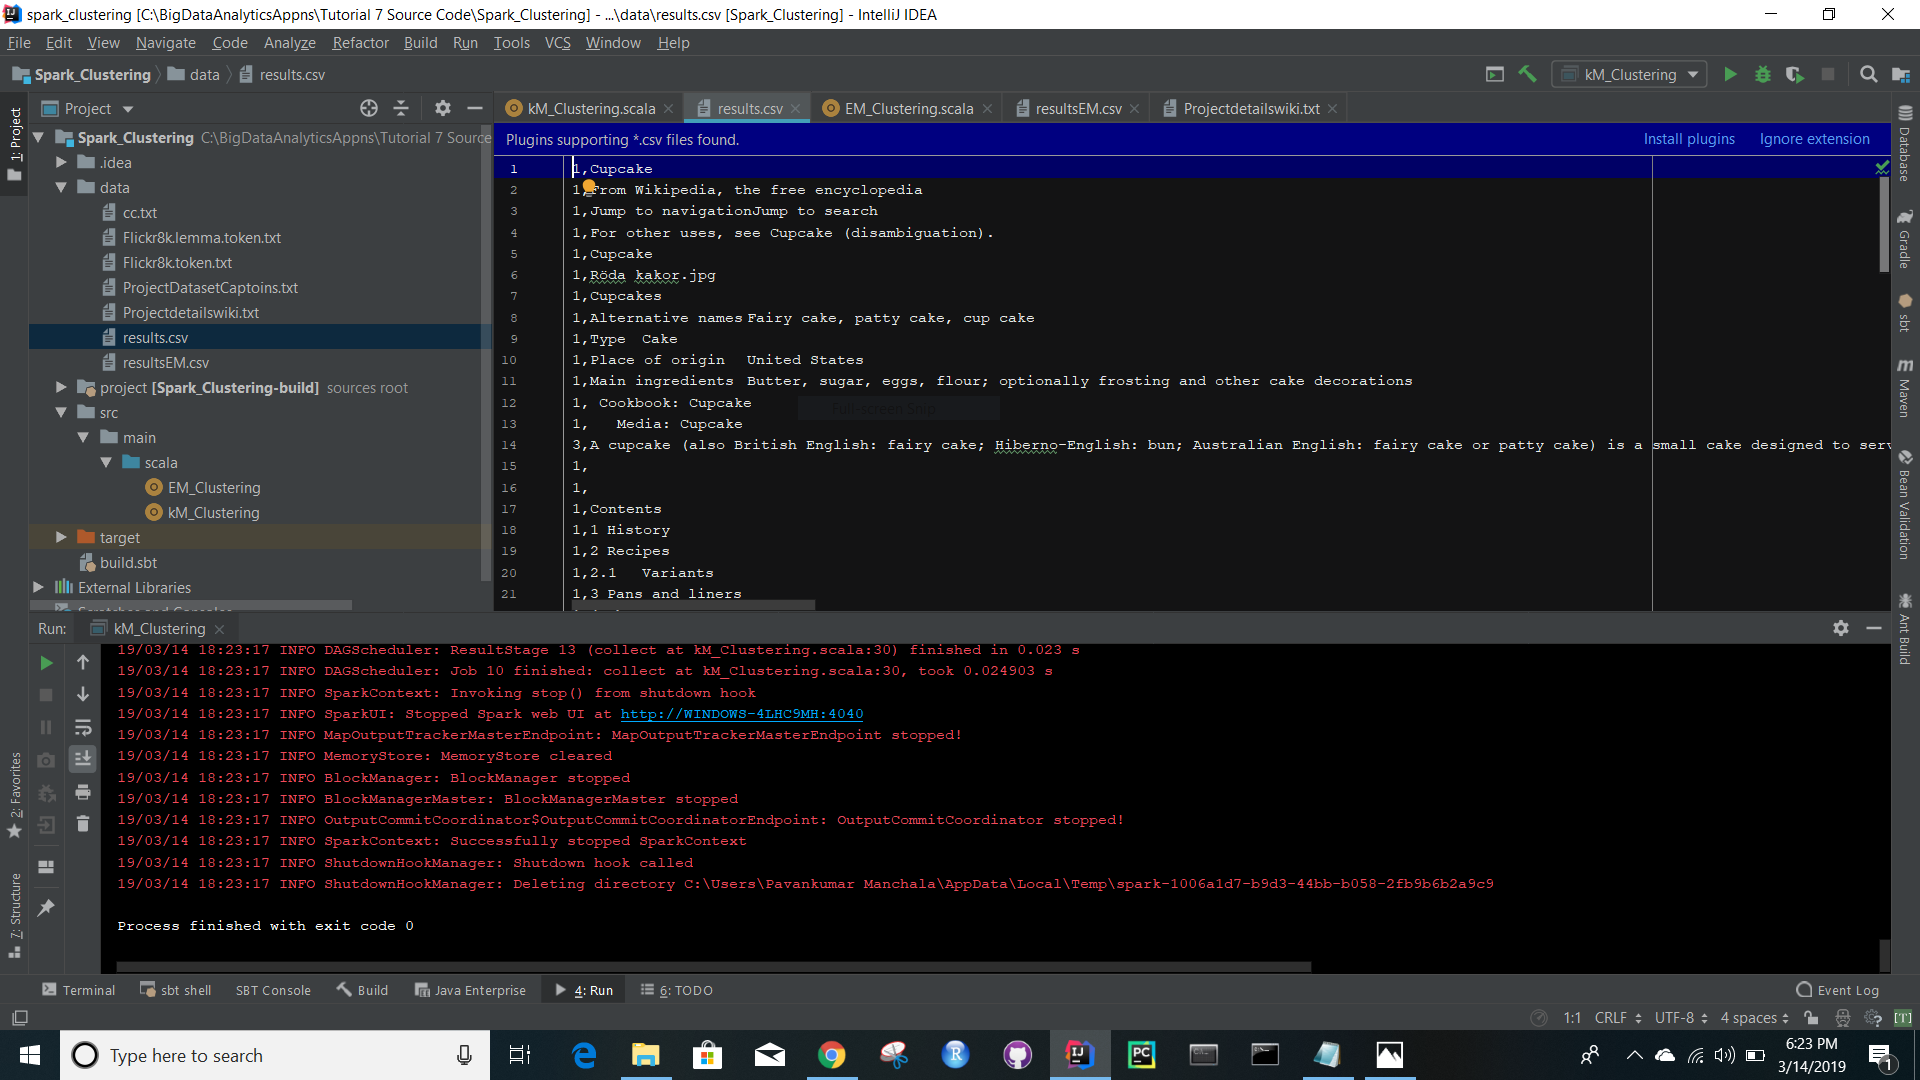 spark_clustering [C:\BigDataAnalyticsAppns\Tutorial 7 Source Code\Spark_Clustering] - ...\data\results.csv [Spark_Clustering] - IntelliJ IDEA
File Edit View Navigate Code Analyze Refactor Build Run Tools VCS Window Help
Spark_Clustering data results.csv kM_Clustering
Project kM_Clustering.scala results.csv EM_Clustering.scala resultsEM.csv Projectdetailswiki.txt
1: Project
Spark_Clustering C:\BigDataAnalyticsAppns\Tutorial 7 Source
.idea
data
cc.txt
Flickr8k.lemma.token.txt
Flickr8k.token.txt
ProjectDatasetCaptoins.txt
Projectdetailswiki.txt
results.csv
resultsEM.csv
project [Spark_Clustering-build] sources root
src
main
scala
EM_Clustering
kM_Clustering
target
build.sbt
External Libraries
Scratches and Consoles
Plugins supporting *.csv files found. Install plugins Ignore extension
1 1,Cupcake
2 1,From Wikipedia, the free encyclopedia
3 1,Jump to navigationJump to search
4 1,For other uses, see Cupcake (disambiguation).
5 1,Cupcake
6 1,Röda kakor.jpg
7 1,Cupcakes
8 1,Alternative names Fairy cake, patty cake, cup cake
9 1,Type Cake
10 1,Place of origin United States
11 1,Main ingredients Butter, sugar, eggs, flour; optionally frosting and other cake decorations
12 1, Cookbook: Cupcake
Full-screen Snip
13 1, Media: Cupcake
14 3,A cupcake (also British English: fairy cake; Hiberno-English: bun; Australian English: fairy cake or patty cake) is a small cake designed to serv
15 1,
16 1,
17 1,Contents
18 1,1 History
19 1,2 Recipes
20 1,2.1 Variants
21 1,3 Pans and liners
Database
Gradle
sbt
Maven
Bean Validation
Ant Build
Run: kM_Clustering
19/03/14 18:23:17 INFO DAGScheduler: ResultStage 13 (collect at kM_Clustering.scala:30) finished in 0.023 s
19/03/14 18:23:17 INFO DAGScheduler: Job 10 finished: collect at kM_Clustering.scala:30, took 0.024903 s
19/03/14 18:23:17 INFO SparkContext: Invoking stop() from shutdown hook
19/03/14 18:23:17 INFO SparkUI: Stopped Spark web UI at http://WINDOWS-4LHC9MH:4040
19/03/14 18:23:17 INFO MapOutputTrackerMasterEndpoint: MapOutputTrackerMasterEndpoint stopped!
19/03/14 18:23:17 INFO MemoryStore: MemoryStore cleared
19/03/14 18:23:17 INFO BlockManager: BlockManager stopped
19/03/14 18:23:17 INFO BlockManagerMaster: BlockManagerMaster stopped
19/03/14 18:23:17 INFO OutputCommitCoordinator$OutputCommitCoordinatorEndpoint: OutputCommitCoordinator stopped!
19/03/14 18:23:17 INFO SparkContext: Successfully stopped SparkContext
19/03/14 18:23:17 INFO ShutdownHookManager: Shutdown hook called
19/03/14 18:23:17 INFO ShutdownHookManager: Deleting directory C:\Users\Pavankumar Manchala\AppData\Local\Temp\spark-1006a1d7-b9d3-44bb-b058-2fb9b6b2a9c9
Process finished with exit code 0
2: Favorites
7: Structure
Terminal sbt shell SBT Console Build Java Enterprise 4: Run 6: TODO Event Log
1:1 CRLF UTF-8 4 spaces [T]
Type here to search
6:23 PM
3/14/2019
1